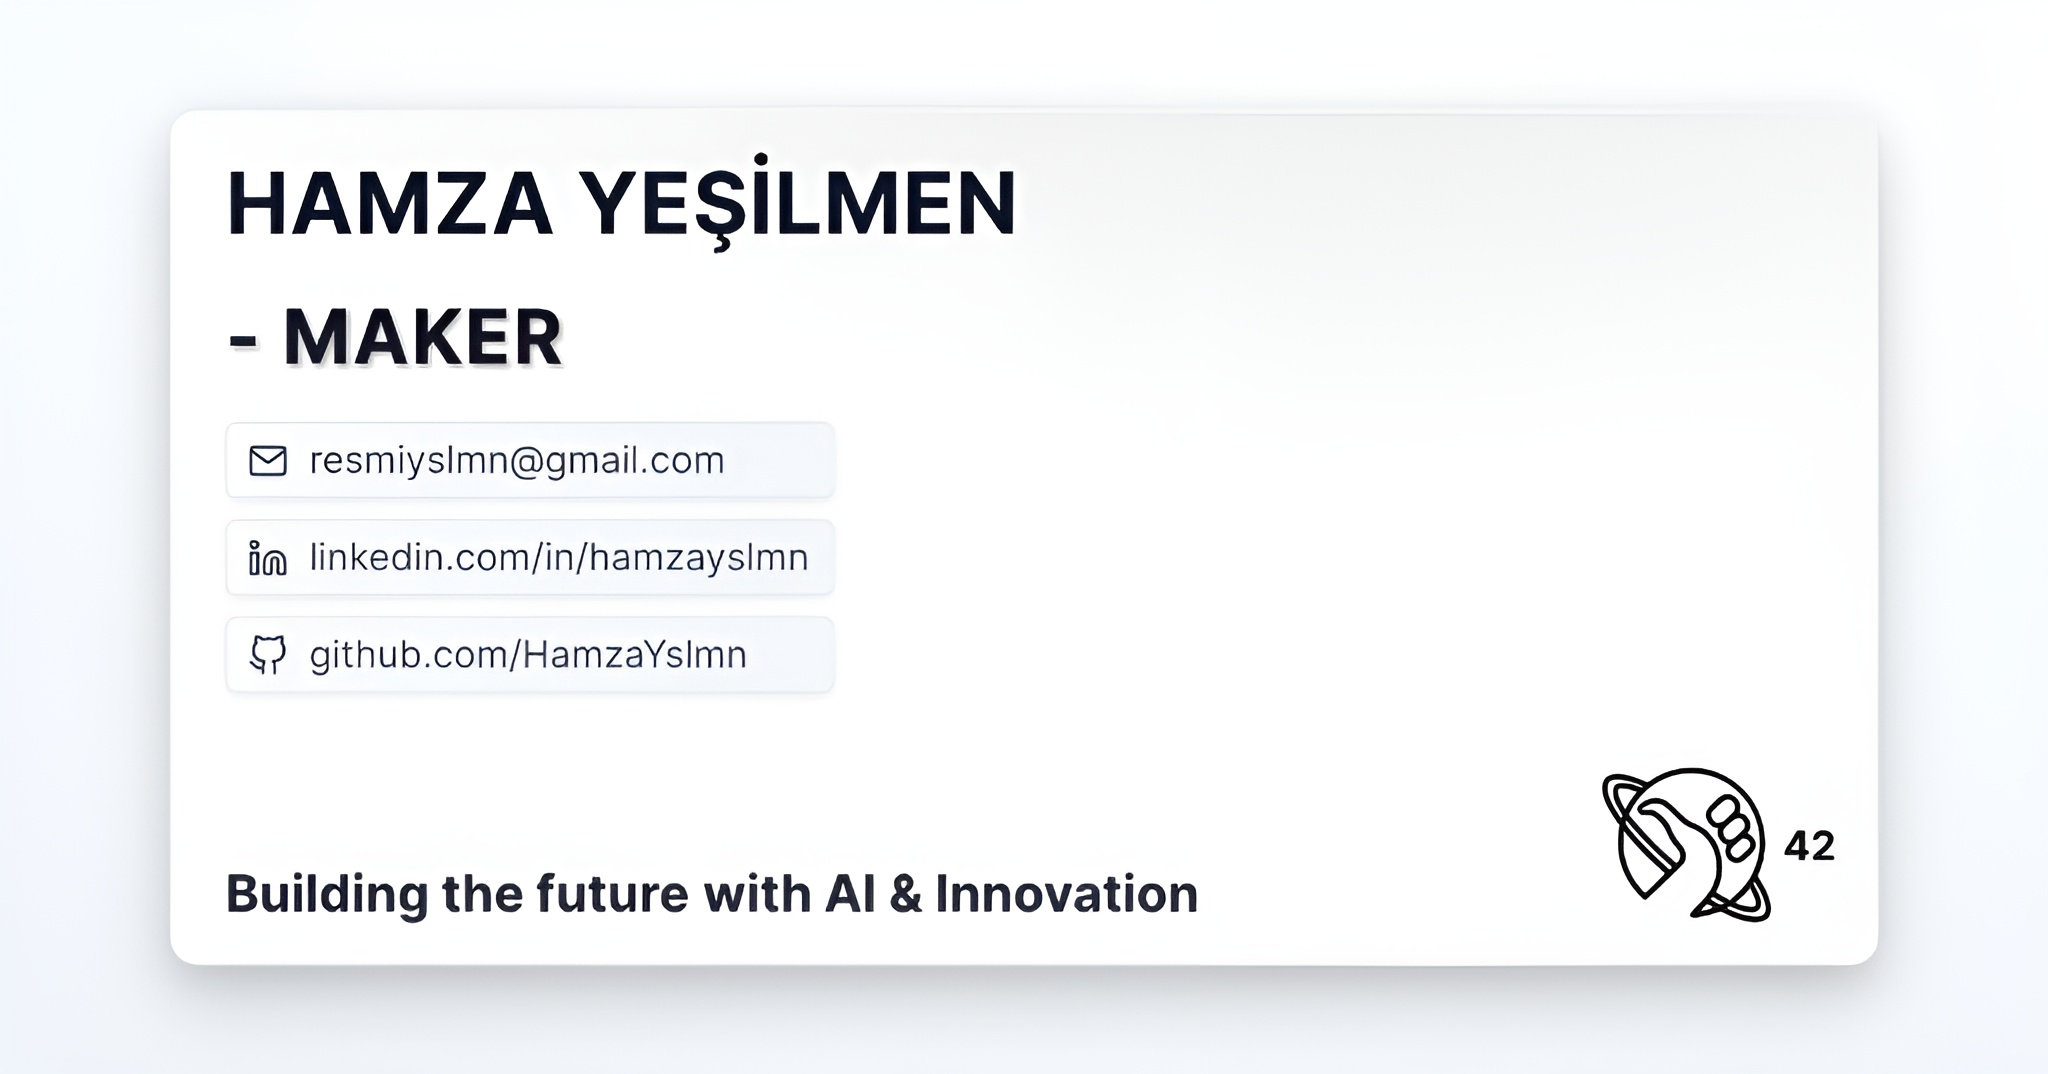 HAMZA YEŞİLMEN
- MAKER
resmiyslmn@gmail.com
linkedin.com/in/hamzayslmn
github.com/HamzaYslmn
42
Building the future with AI & Innovation